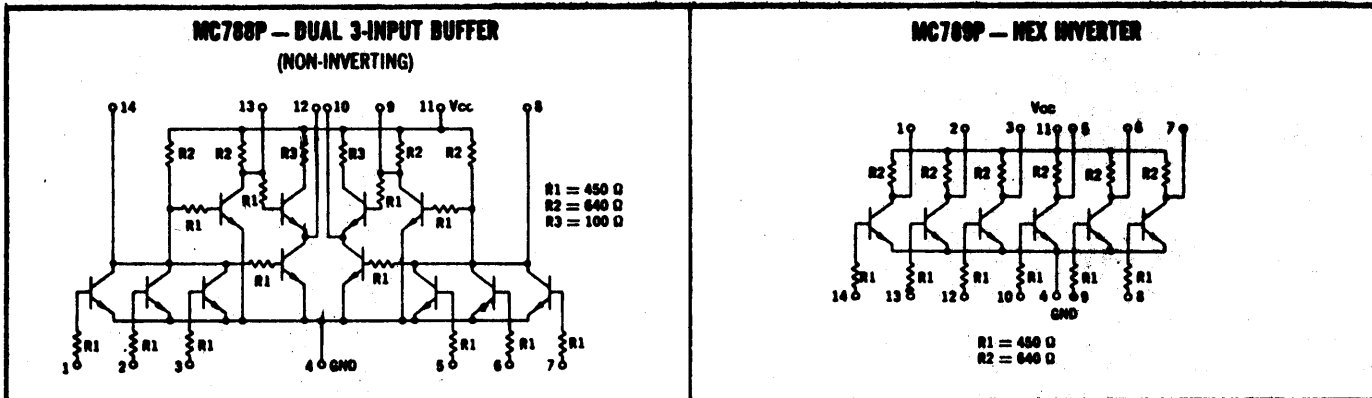 MC788P — DUAL 3-INPUT BUFFER
(NON-INVERTING)
14 13 12 10 9 11 Vcc 8
R2 R2 R3 R3 R2 R2
R1 R1
R1 R1
R1 R1
R1 = 450 Ω
R2 = 640 Ω
R3 = 100 Ω
R1 R1 R1 R1 R1 R1
1 2 3 4 GND 5 6 7
MC789P — HEX INVERTER
Vcc
1 2 3 11 5 6 7
R2 R2 R2 R2 R2 R2
R1 R1 R1 R1 R1 R1
14 13 12 10 4 9 8
GND
R1 = 450 Ω
R2 = 640 Ω